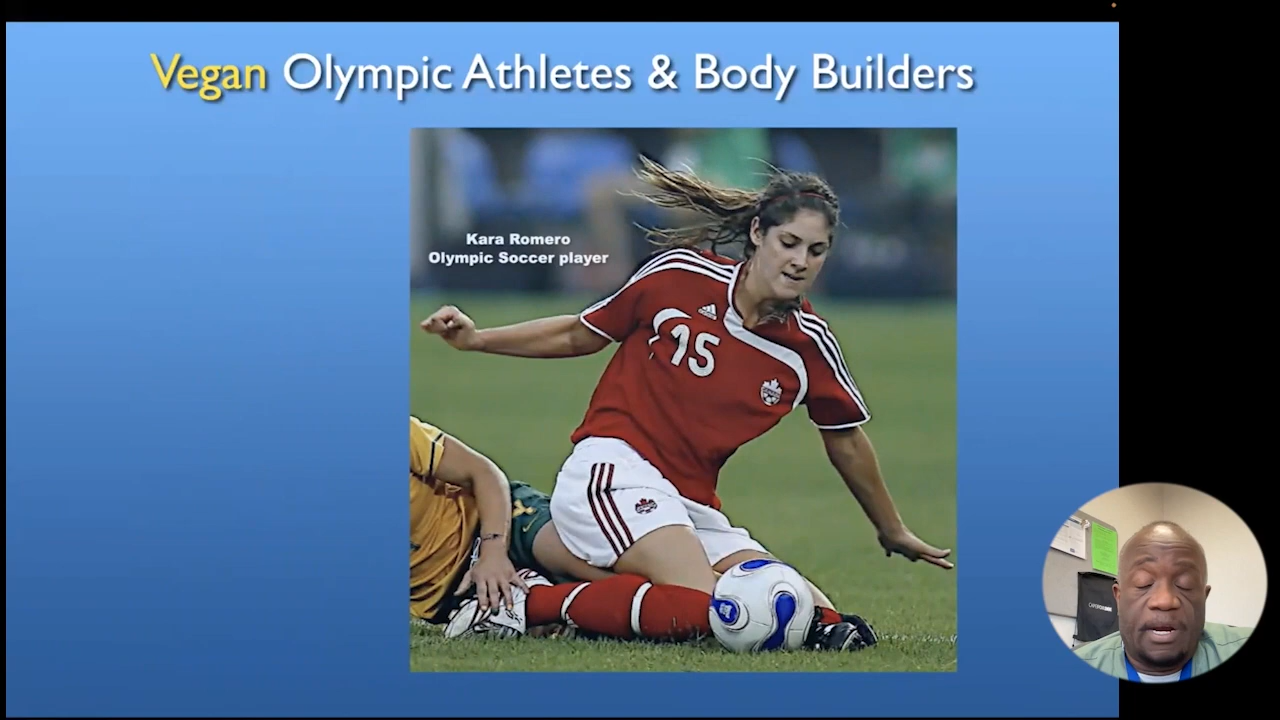 Vegan Olympic Athletes & Body Builders
Kara Romero
Olympic Soccer player
15